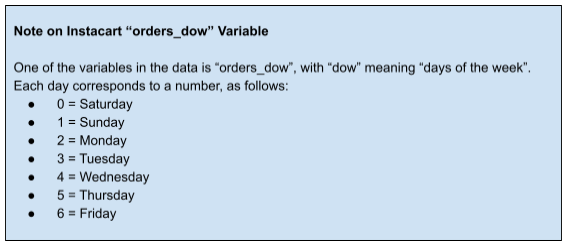 Note on Instacart “orders_dow” Variable
One of the variables in the data is “orders_dow”, with “dow” meaning “days of the week”.
Each day corresponds to a number, as follows:
● 0 = Saturday
● 1 = Sunday
● 2 = Monday
● 3 = Tuesday
● 4 = Wednesday
● 5 = Thursday
● 6 = Friday